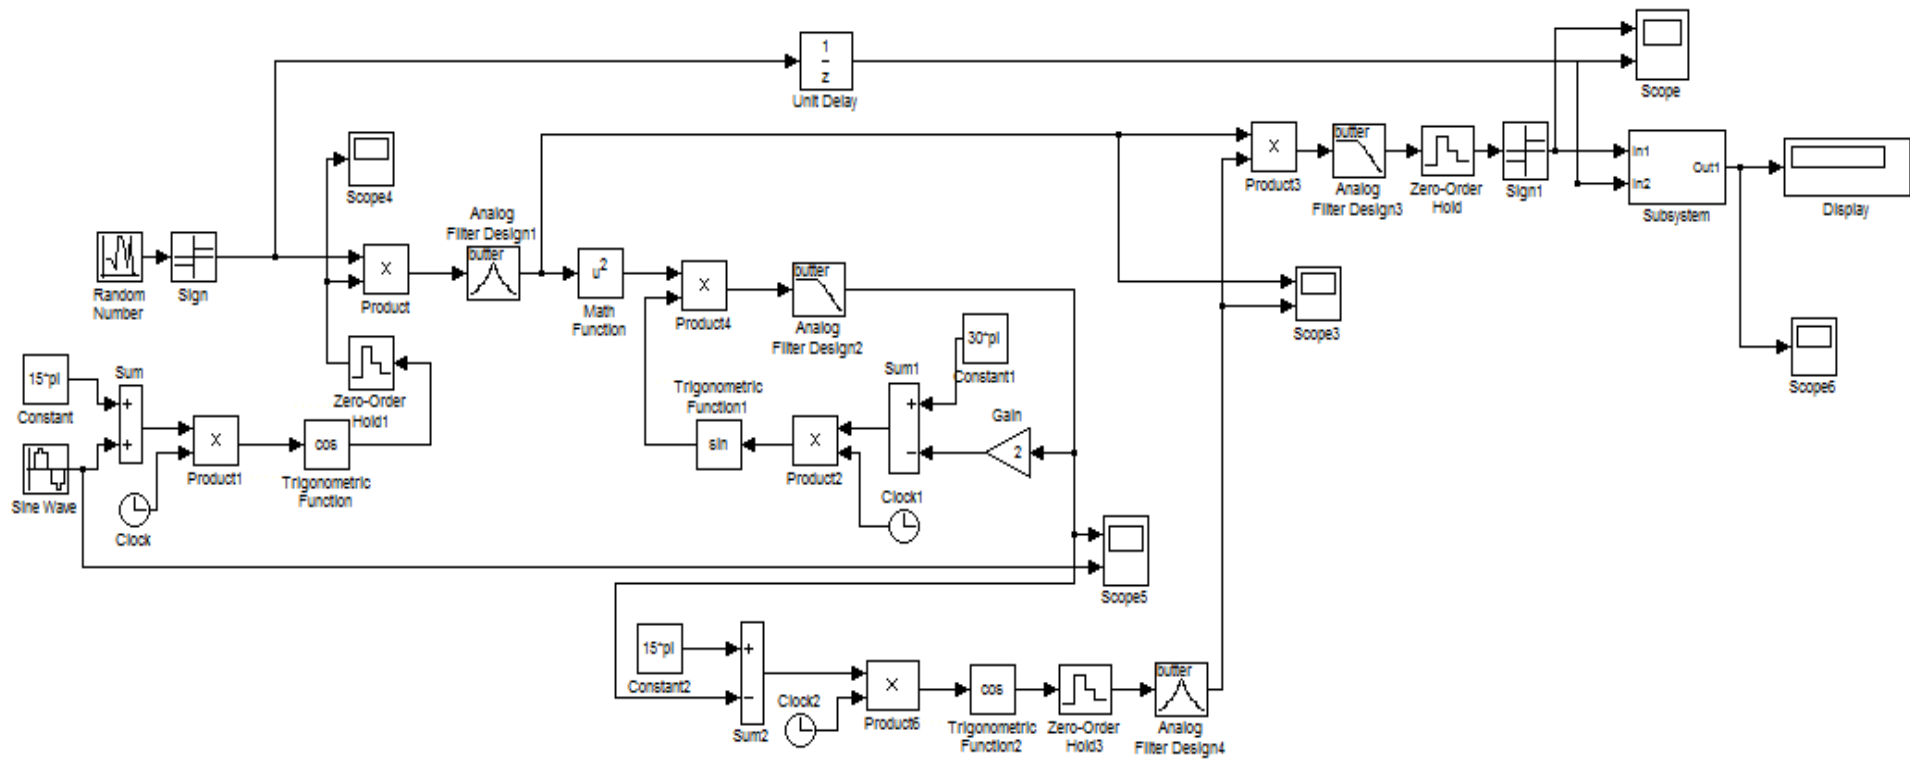 1
z
Unit Delay
Scope
butter
X
Product3
Analog
Filter Design3
Zero-Order
Hold
Sign1
In1
In2
Out1
Subsystem
Display
Scope4
Analog
Filter Design1
butter
Random
Number
Sign
X
Product
u2
Math
Function
X
Product4
butter
Analog
Filter Design2
Scope3
Scope6
30*pi
Constant1
15*pi
Constant
Sum
+
+
Zero-Order
Hold1
X
Product1
cos
Trigonometric
Function
Sine Wave
Clock
Trigonometric
Function1
sin
X
Product2
Sum1
+
−
Gain
2
Clock1
Scope5
15*pi
Constant2
+
−
Sum2
Clock2
X
Product6
cos
Trigonometric
Function2
Zero-Order
Hold3
butter
Analog
Filter Design4